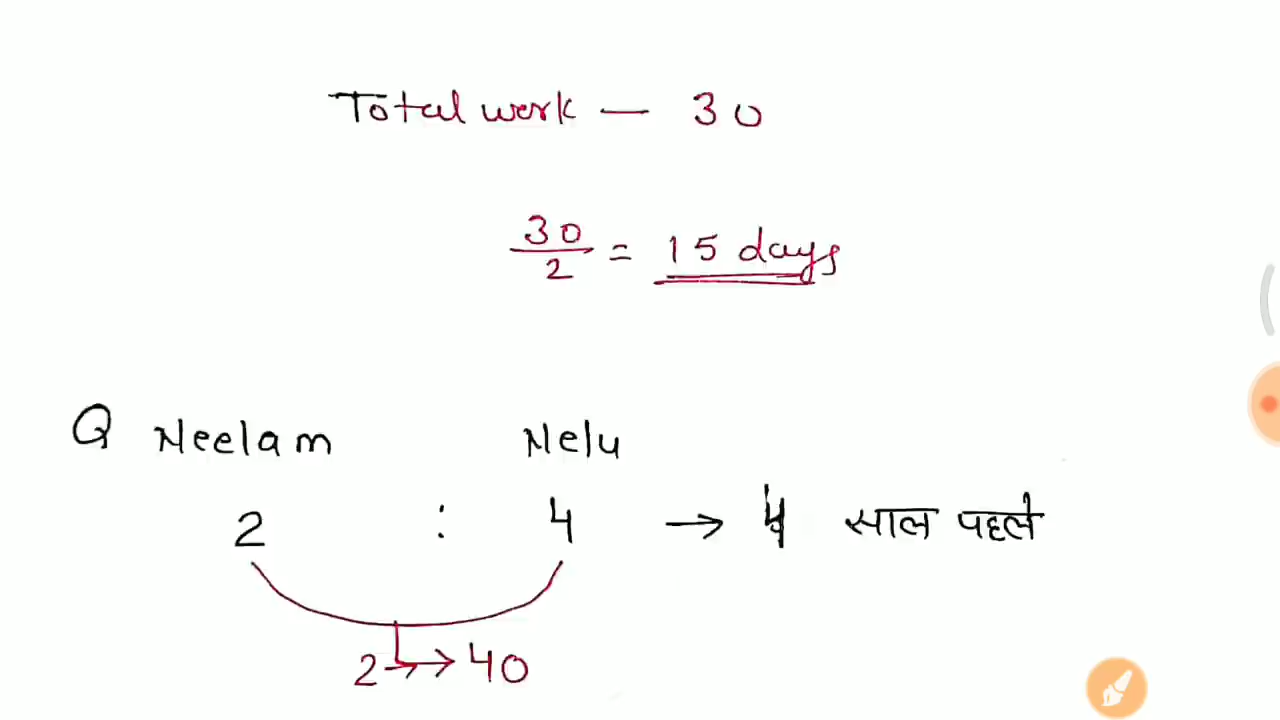 Total work — 30
30/2 = 15 days
Q Neelam Nelu
2 : 4 → 4 साल पहले
2 →→ 40